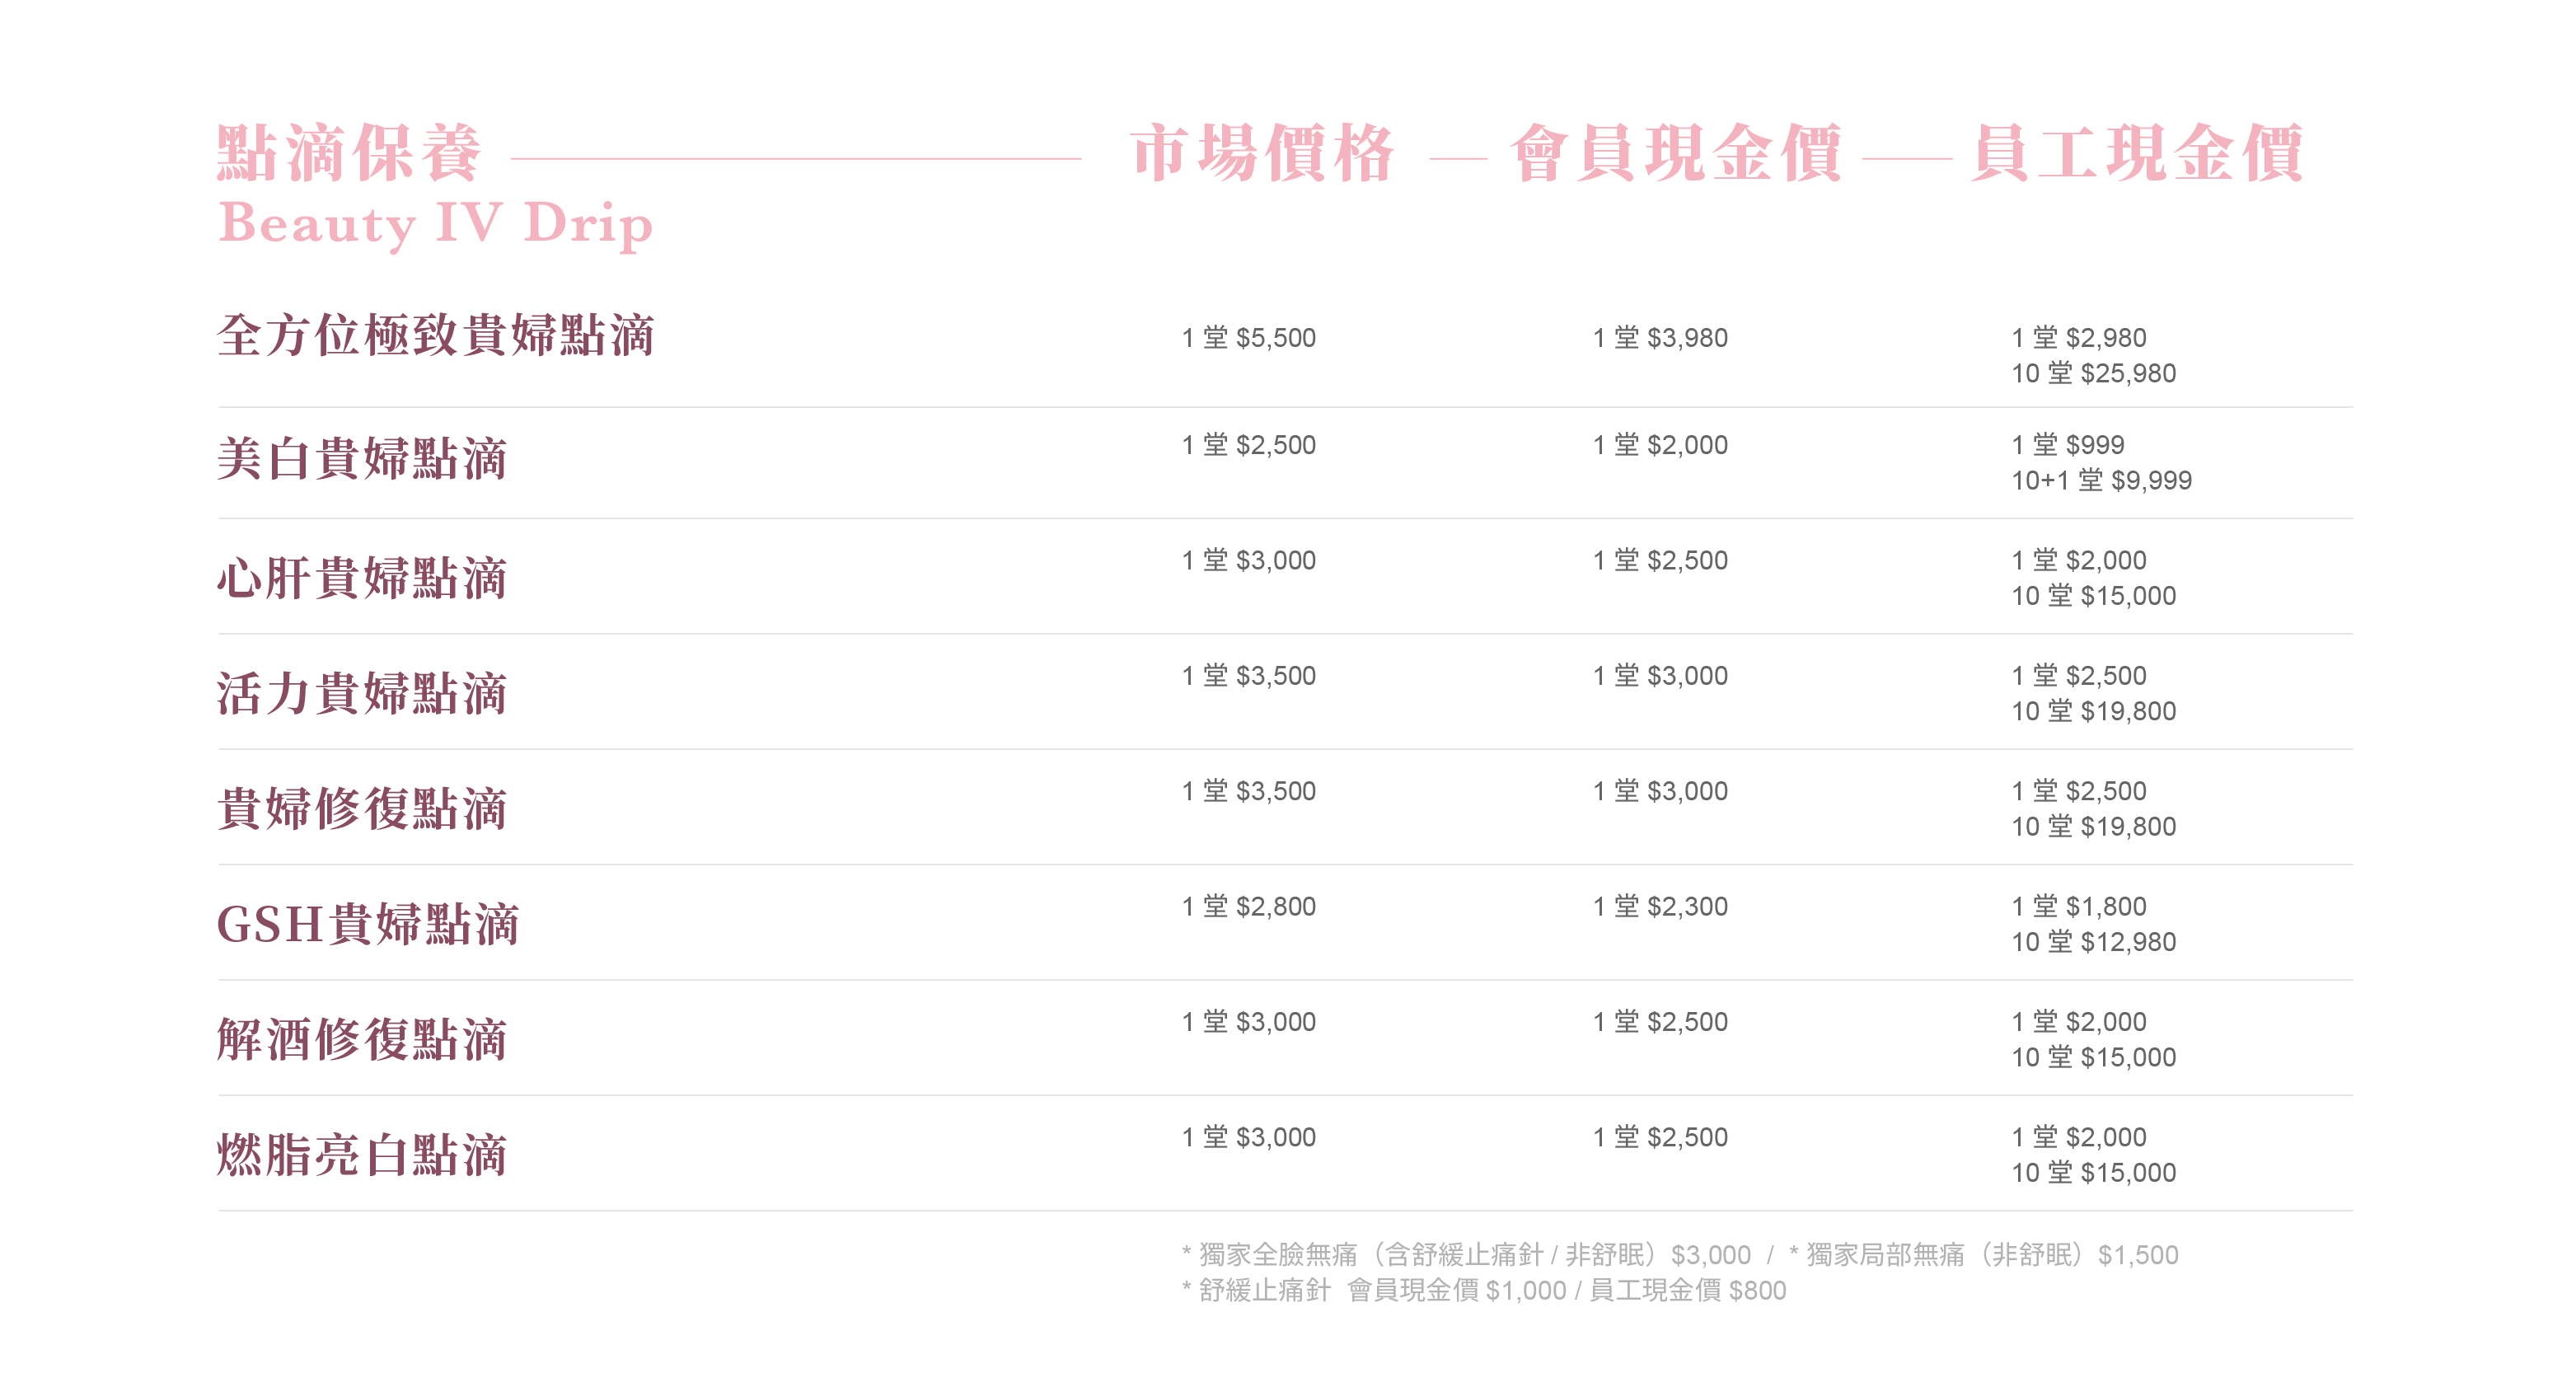 點滴保養 市場價格 會員現金價 員工現金價
Beauty IV Drip
全方位極致貴婦點滴 1 堂 $5,500 1 堂 $3,980 1 堂 $2,980
10 堂 $25,980
美白貴婦點滴 1 堂 $2,500 1 堂 $2,000 1 堂 $999
10+1 堂 $9,999
心肝貴婦點滴 1 堂 $3,000 1 堂 $2,500 1 堂 $2,000
10 堂 $15,000
活力貴婦點滴 1 堂 $3,500 1 堂 $3,000 1 堂 $2,500
10 堂 $19,800
貴婦修復點滴 1 堂 $3,500 1 堂 $3,000 1 堂 $2,500
10 堂 $19,800
GSH貴婦點滴 1 堂 $2,800 1 堂 $2,300 1 堂 $1,800
10 堂 $12,980
解酒修復點滴 1 堂 $3,000 1 堂 $2,500 1 堂 $2,000
10 堂 $15,000
燃脂亮白點滴 1 堂 $3,000 1 堂 $2,500 1 堂 $2,000
10 堂 $15,000
* 獨家全臉無痛（含舒緩止痛針 / 非舒眠）$3,000 / * 獨家局部無痛（非舒眠）$1,500
* 舒緩止痛針 會員現金價 $1,000 / 員工現金價 $800